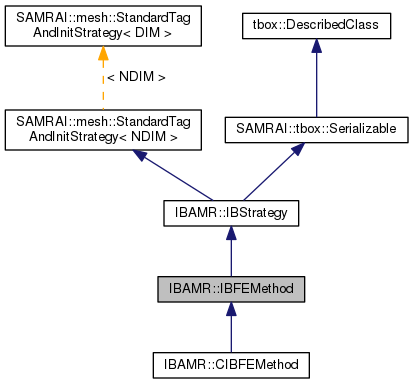 SAMRAI::mesh::StandardTag
AndInitStrategy< DIM >
tbox::DescribedClass
< NDIM >
SAMRAI::mesh::StandardTag
AndInitStrategy< NDIM >
SAMRAI::tbox::Serializable
IBAMR::IBStrategy
IBAMR::IBFEMethod
IBAMR::CIBFEMethod